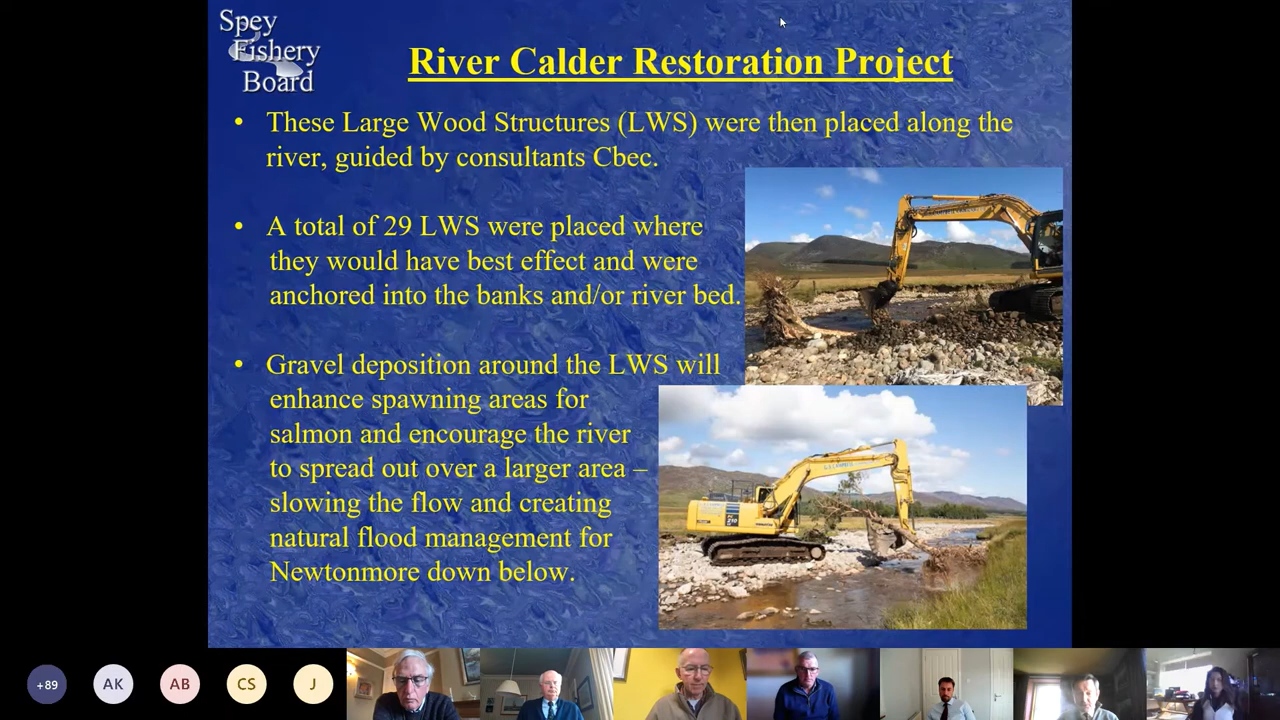 Spey
Fishery
Board
River Calder Restoration Project
• These Large Wood Structures (LWS) were then placed along the
river, guided by consultants Cbec.
• A total of 29 LWS were placed where
they would have best effect and were
anchored into the banks and/or river bed.
• Gravel deposition around the LWS will
enhance spawning areas for
salmon and encourage the river
to spread out over a larger area –
slowing the flow and creating
natural flood management for
Newtonmore down below.
+89
AK
AB
CS
J